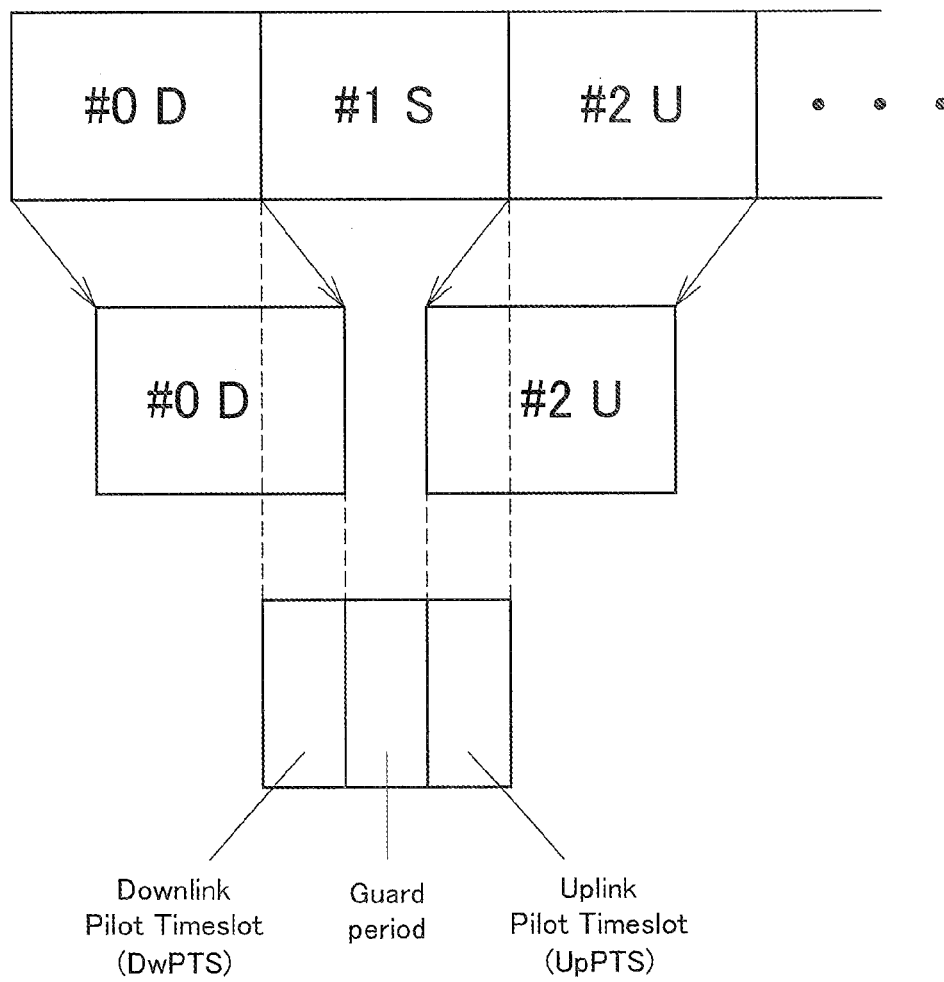 #0 D
#1 S
#2 U
#0 D
#2 U
Downlink
Pilot Timeslot
(DwPTS)
Guard
period
Uplink
Pilot Timeslot
(UpPTS)